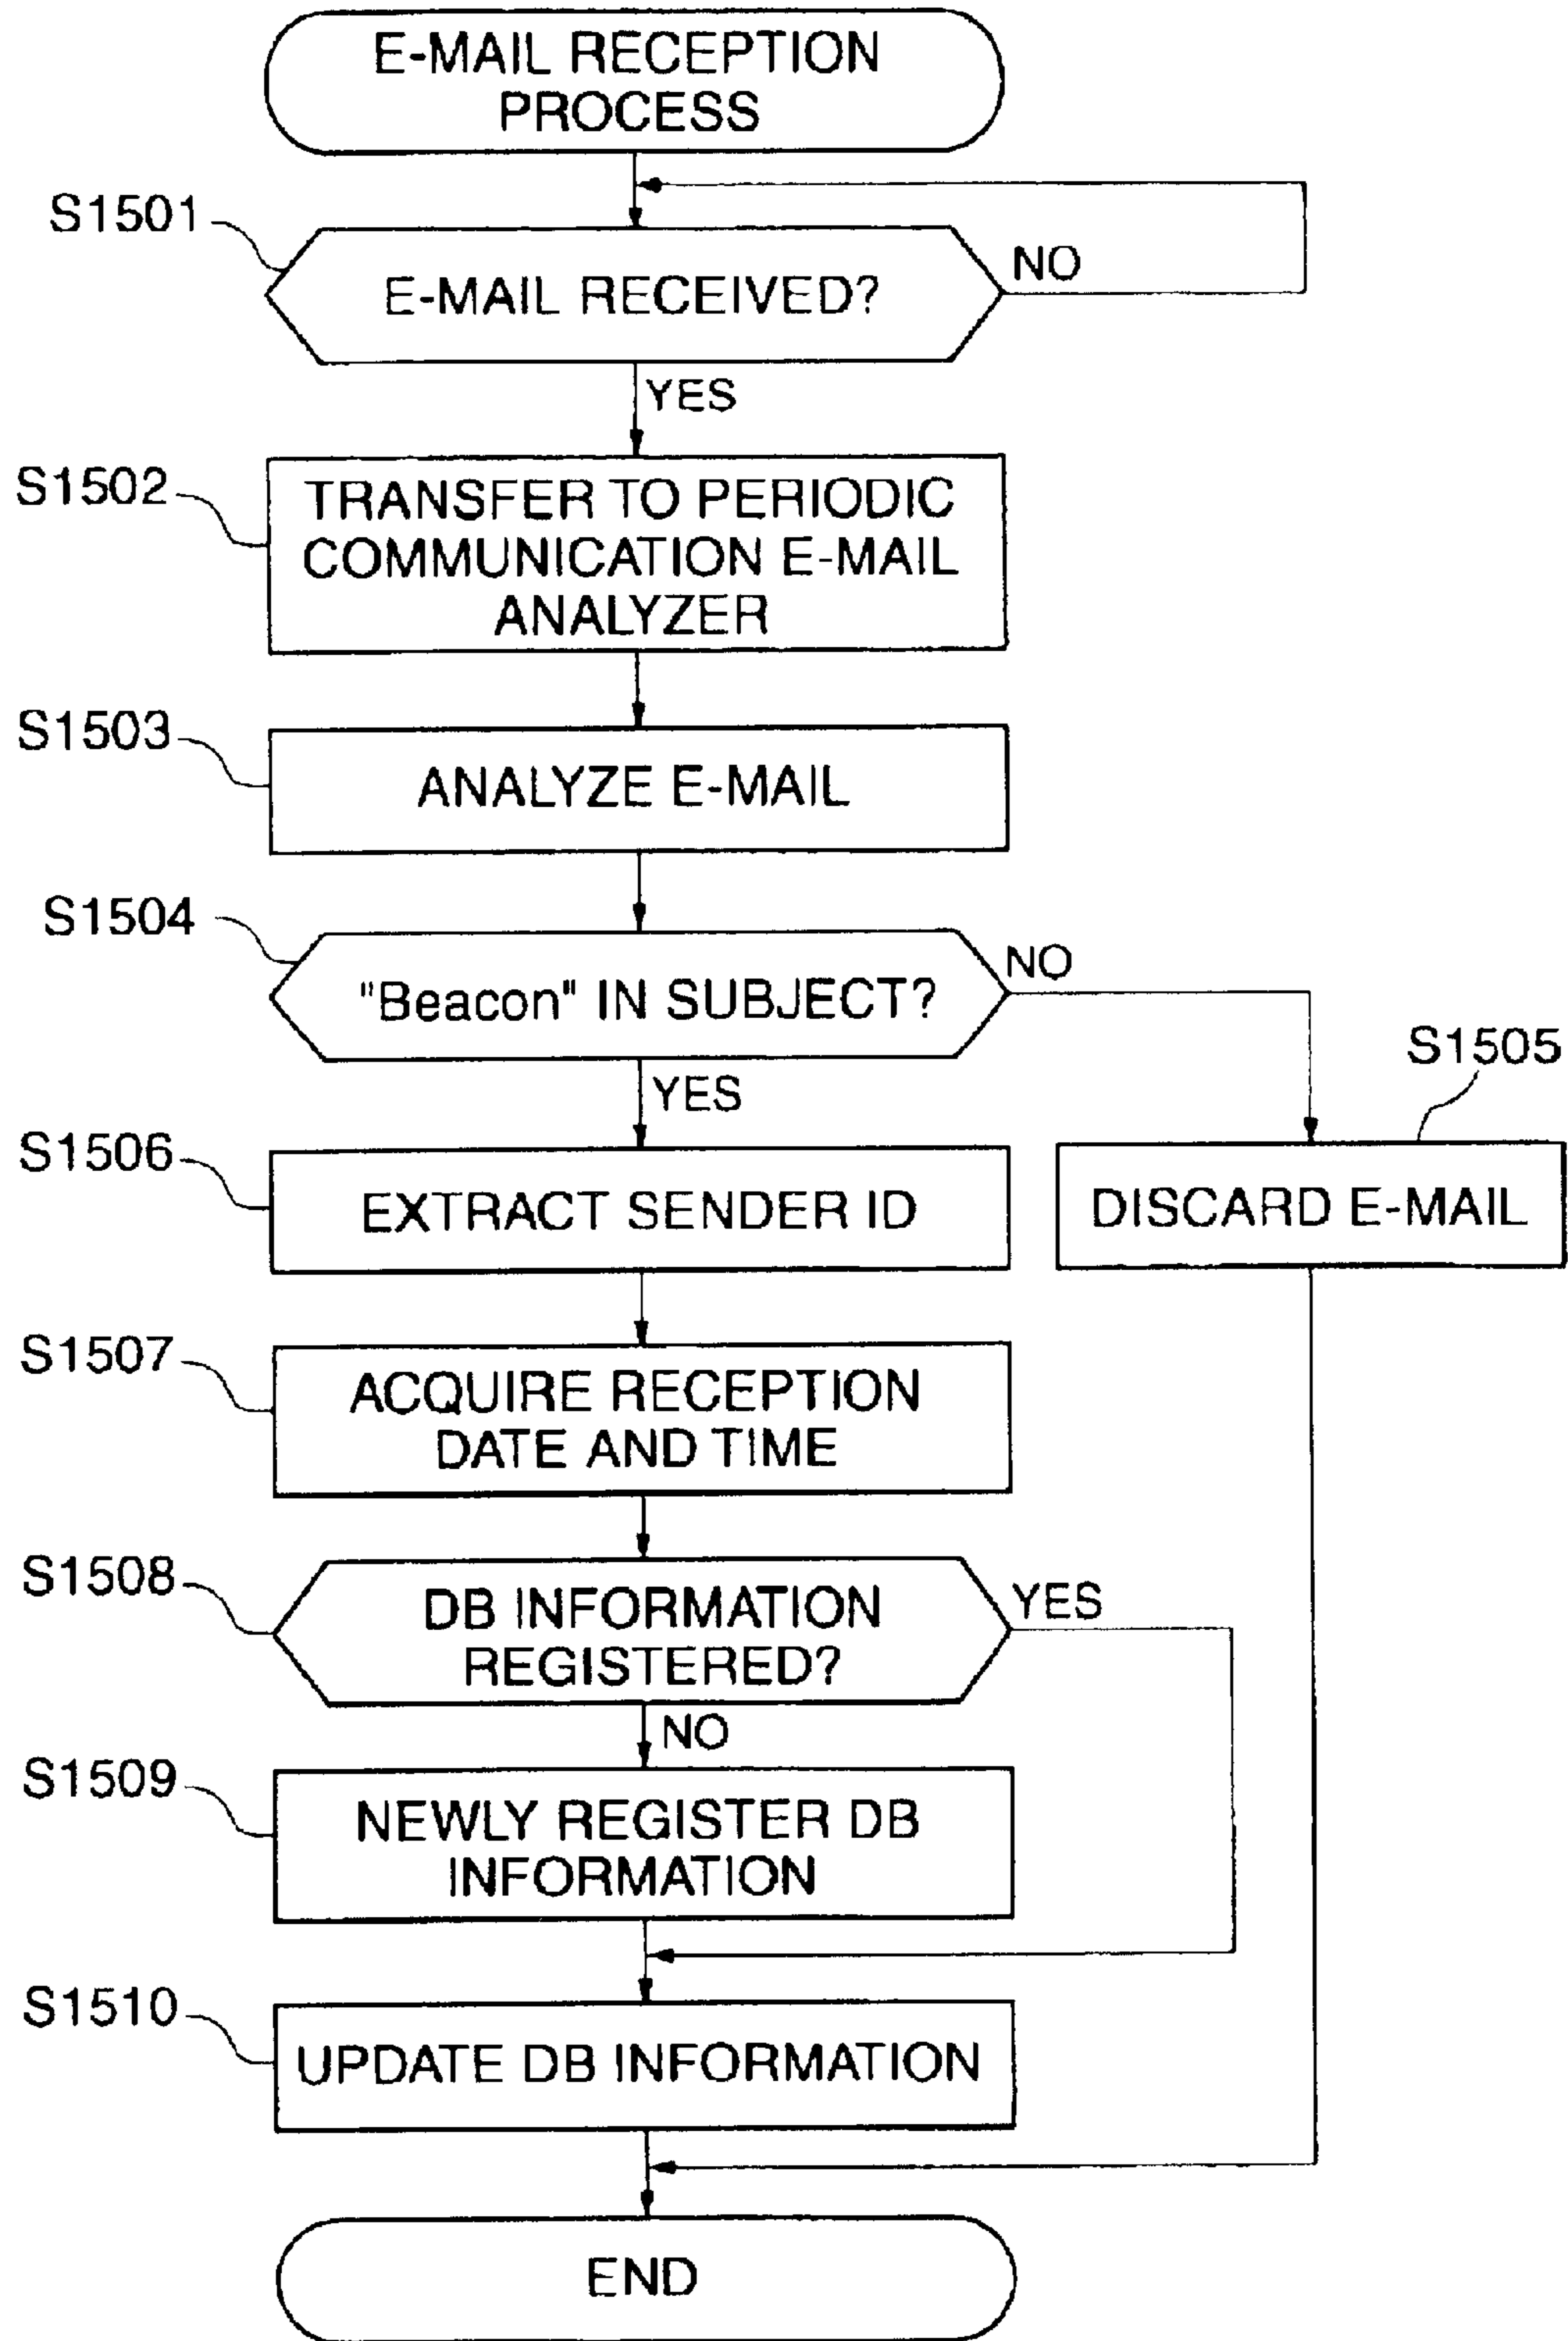 E-MAIL RECEPTION
PROCESS
S1501
E-MAIL RECEIVED?
NO
YES
S1502
TRANSFER TO PERIODIC
COMMUNICATION E-MAIL
ANALYZER
S1503
ANALYZE E-MAIL
S1504
"Beacon" IN SUBJECT?
NO
YES
S1505
DISCARD E-MAIL
S1506
EXTRACT SENDER ID
S1507
ACQUIRE RECEPTION
DATE AND TIME
S1508
DB INFORMATION
REGISTERED?
YES
NO
S1509
NEWLY REGISTER DB
INFORMATION
S1510
UPDATE DB INFORMATION
END